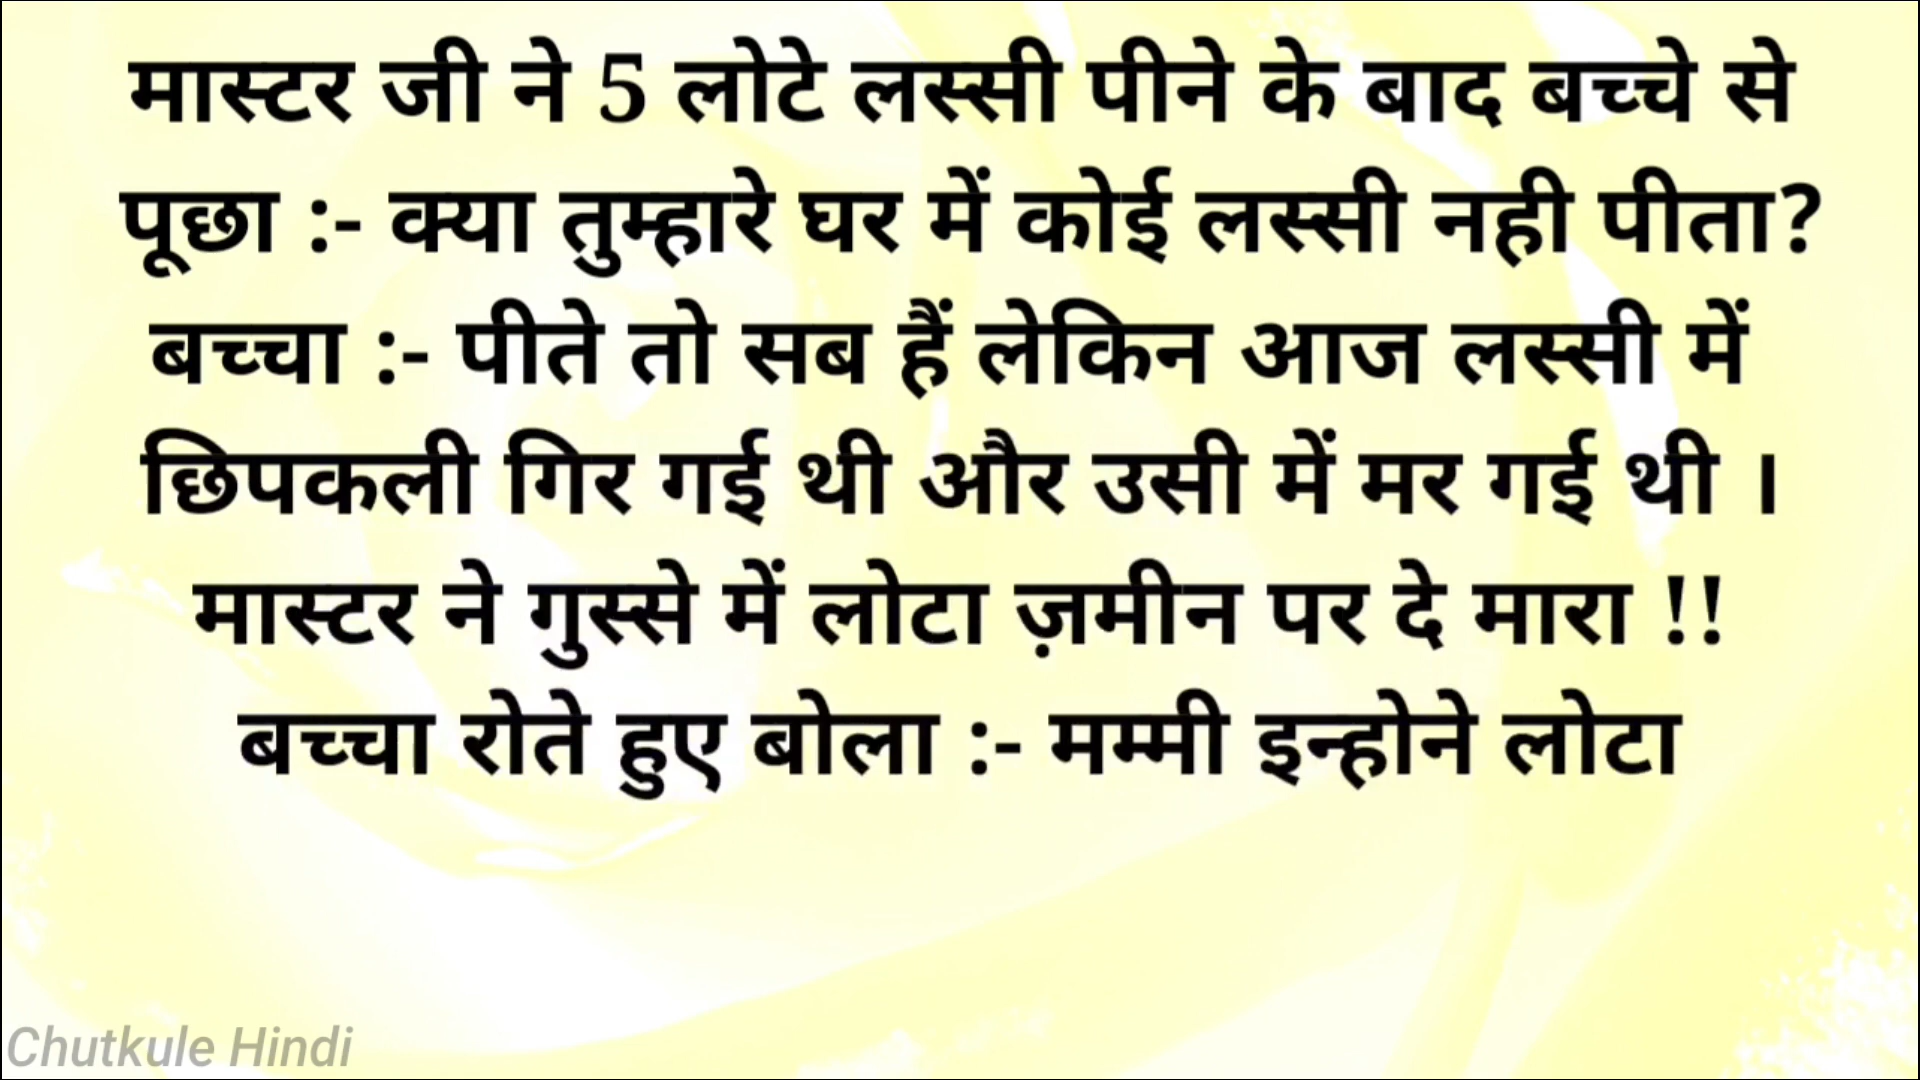 मास्टर जी ने 5 लोटे लस्सी पीने के बाद बच्चे से
पूछा :- क्या तुम्हारे घर में कोई लस्सी नही पीता?
बच्चा :- पीते तो सब हैं लेकिन आज लस्सी में
छिपकली गिर गई थी और उसी में मर गई थी ।
मास्टर ने गुस्से में लोटा ज़मीन पर दे मारा !!
बच्चा रोते हुए बोला :- मम्मी इन्होने लोटा
Chutkule Hindi